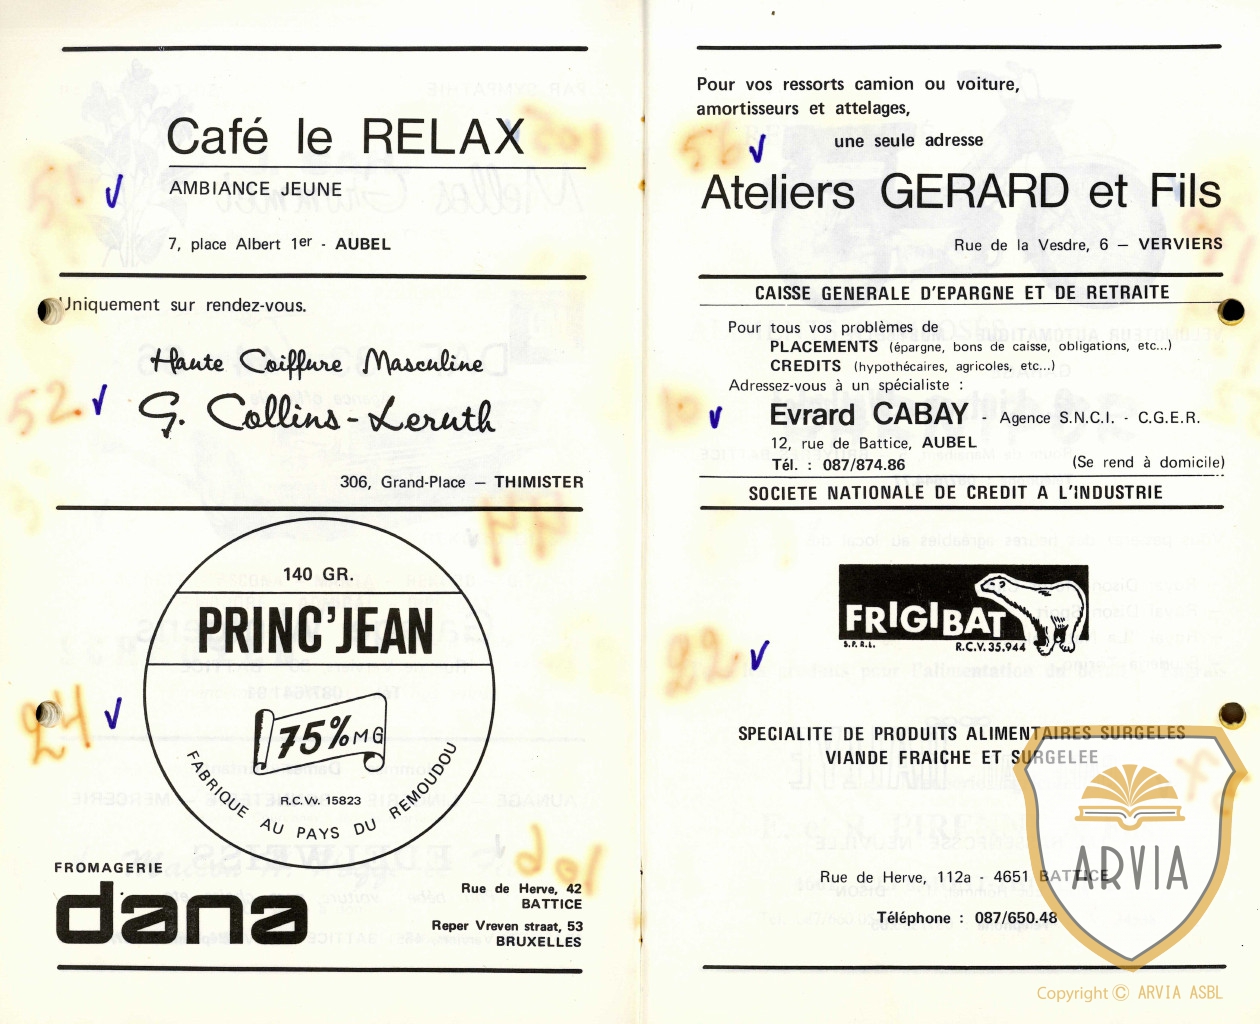 Café le RELAX
AMBIANCE JEUNE
51 √
7, place Albert 1er - AUBEL
Uniquement sur rendez-vous.
Haute Coiffure Masculine
52. √
G. Collins-Leruth
306, Grand-Place — THIMISTER
140 GR.
PRINC'JEAN
24 √
75% MG
FABRIQUE AU PAYS DU REMOUDOU
R.C.Vv. 15823
FROMAGERIE
dana
Rue de Herve, 42
BATTICE
Reper Vreven straat, 53
BRUXELLES
Pour vos ressorts camion ou voiture,
amortisseurs et attelages,
une seule adresse
56 √
Ateliers GERARD et Fils
Rue de la Vesdre, 6 — VERVIERS
CAISSE GENERALE D'EPARGNE ET DE RETRAITE
Pour tous vos problèmes de
PLACEMENTS (épargne, bons de caisse, obligations, etc...)
CREDITS (hypothécaires, agricoles, etc...)
Adressez-vous à un spécialiste :
10 √
Evrard CABAY - Agence S.N.C.I. - C.G.E.R.
12, rue de Battice, AUBEL
Tél. : 087/874.86 (Se rend à domicile)
SOCIETE NATIONALE DE CREDIT A L'INDUSTRIE
FRIGIBAT
S.P.R.L. R.C.V. 35.944
22 √
SPECIALITE DE PRODUITS ALIMENTAIRES SURGELES
VIANDE FRAICHE ET SURGELEE
Rue de Herve, 112a - 4651 BATTICE
Téléphone : 087/650.48
ARVIA
Copyright © ARVIA ASBL